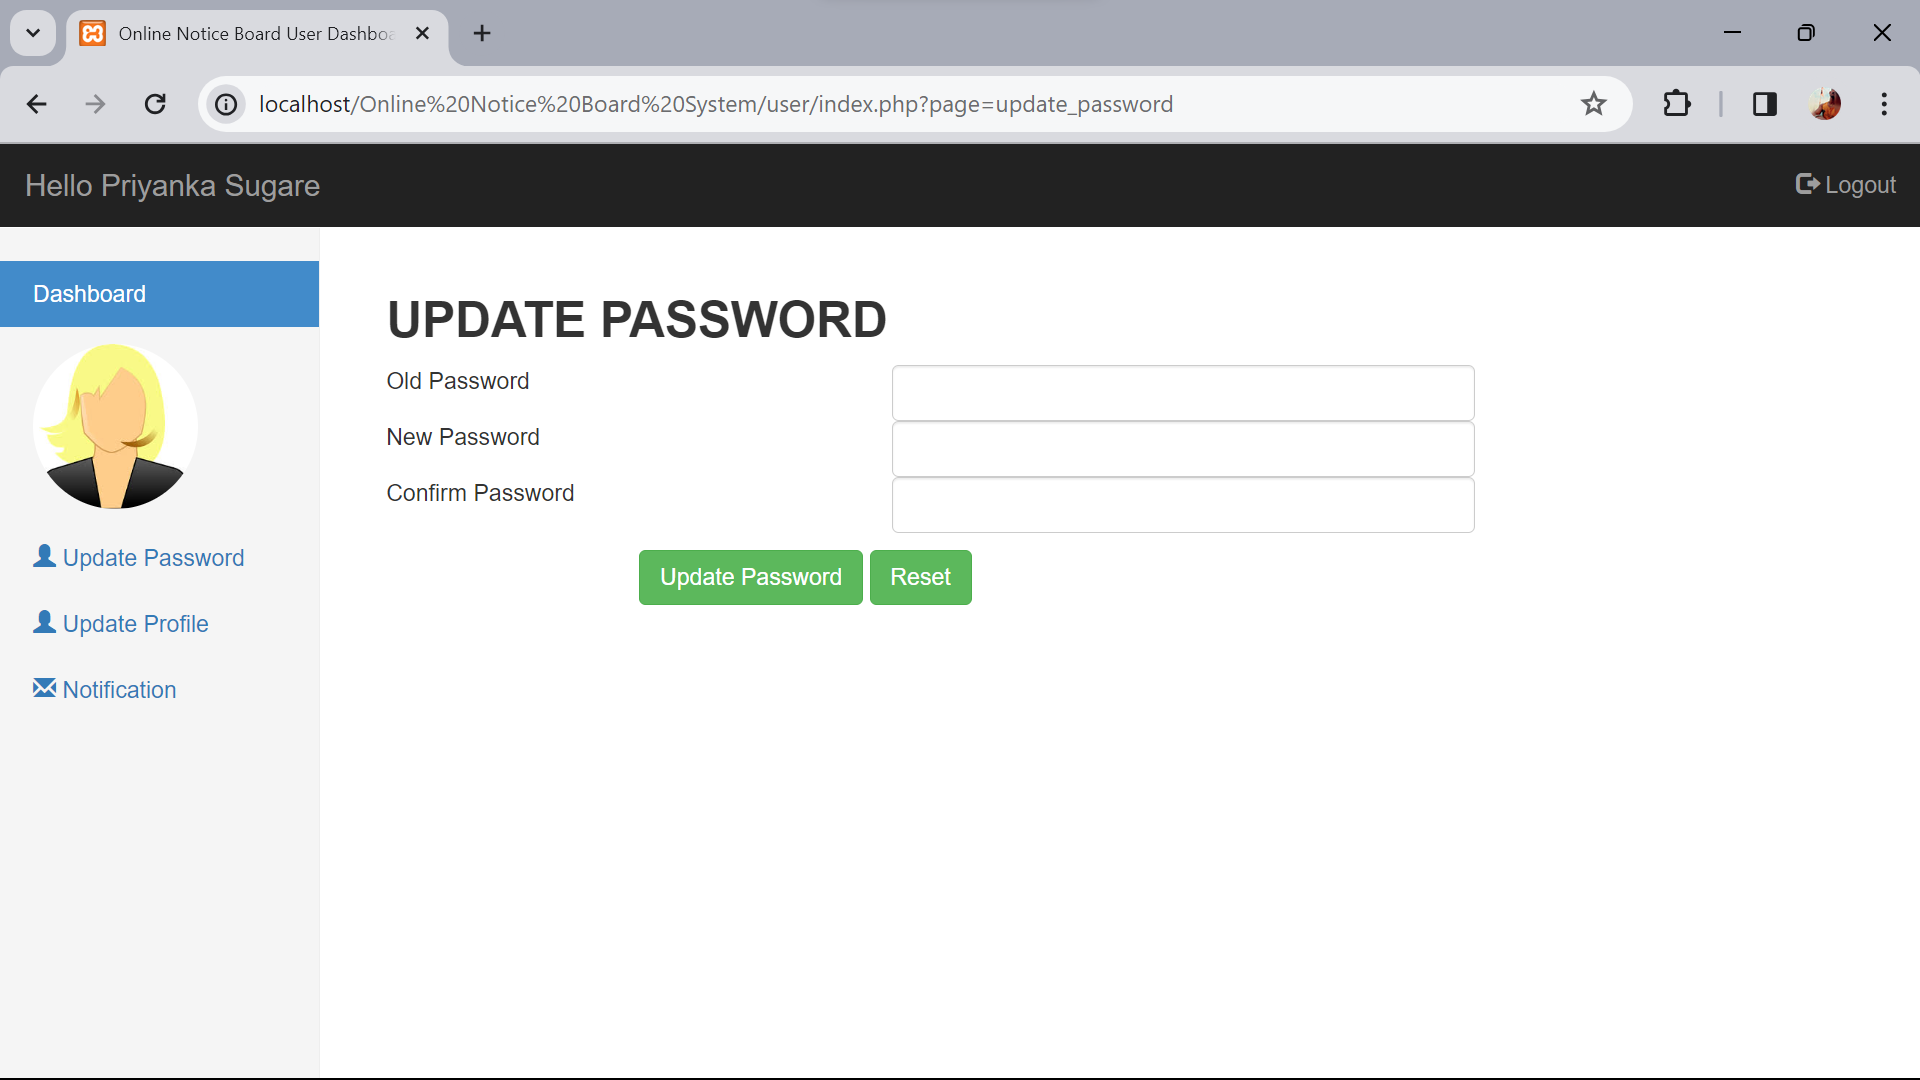 Online Notice Board User Dashboa
localhost/Online%20Notice%20Board%20System/user/index.php?page=update_password
Hello Priyanka Sugare
Logout
Dashboard
UPDATE PASSWORD
Old Password
New Password
Confirm Password
Update Password
Reset
Update Password
Update Profile
Notification